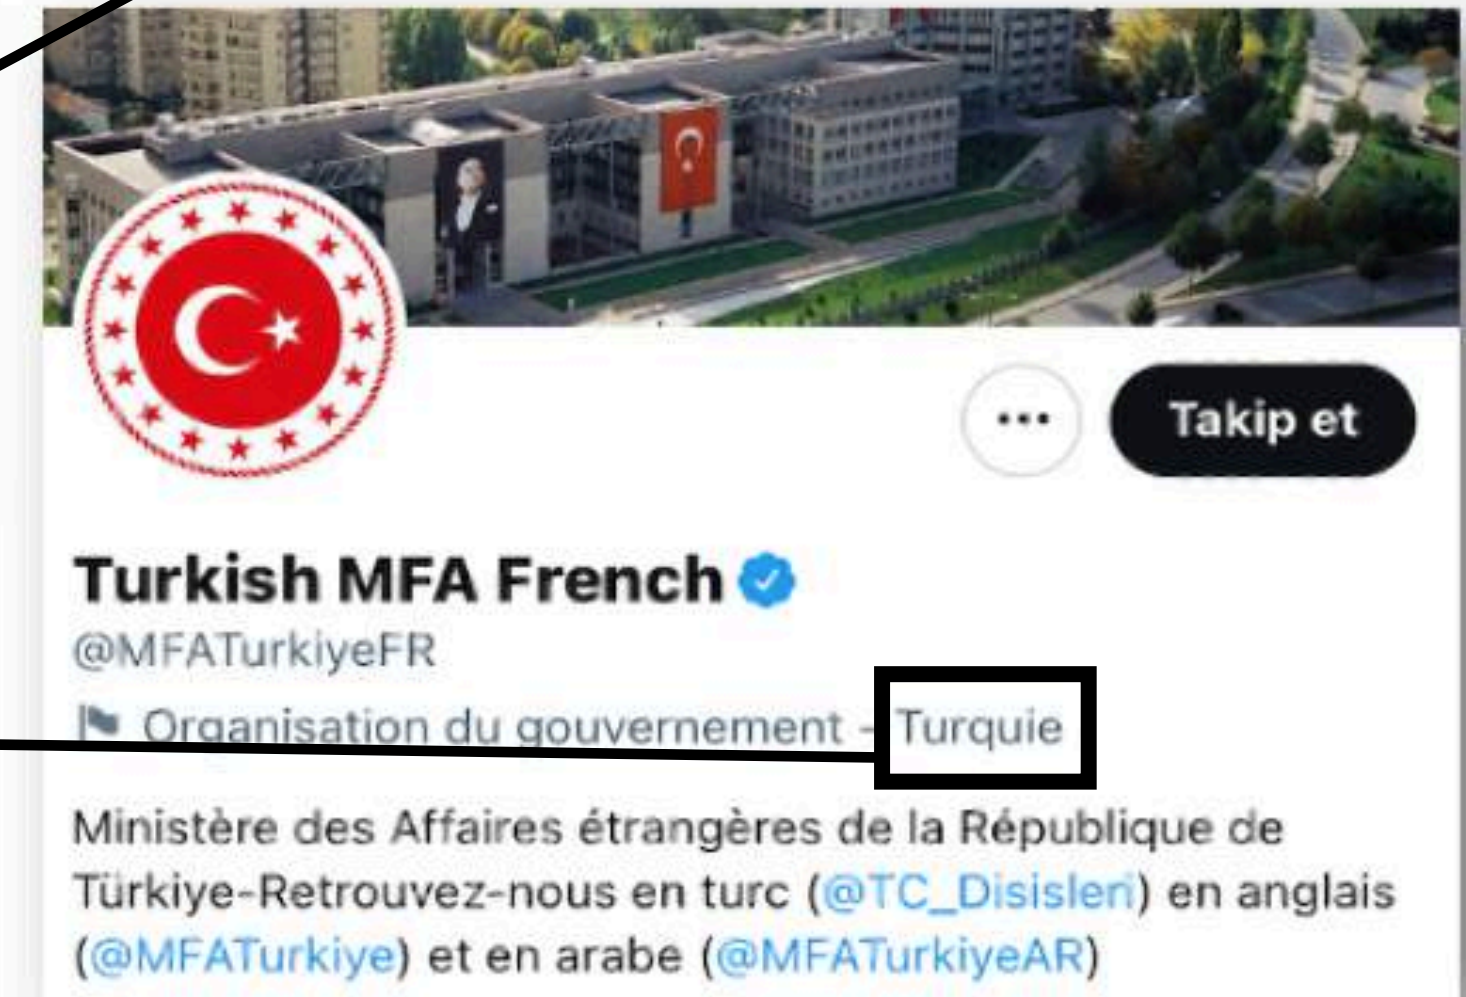 Takip et
Turkish MFA French
@MFATurkiyeFR
Organisation du gouvernement - Turquie
Ministère des Affaires étrangères de la République de
Türkiye-Retrouvez-nous en turc (@TC_Disisleri) en anglais
(@MFATurkiye) et en arabe (@MFATurkiyeAR)